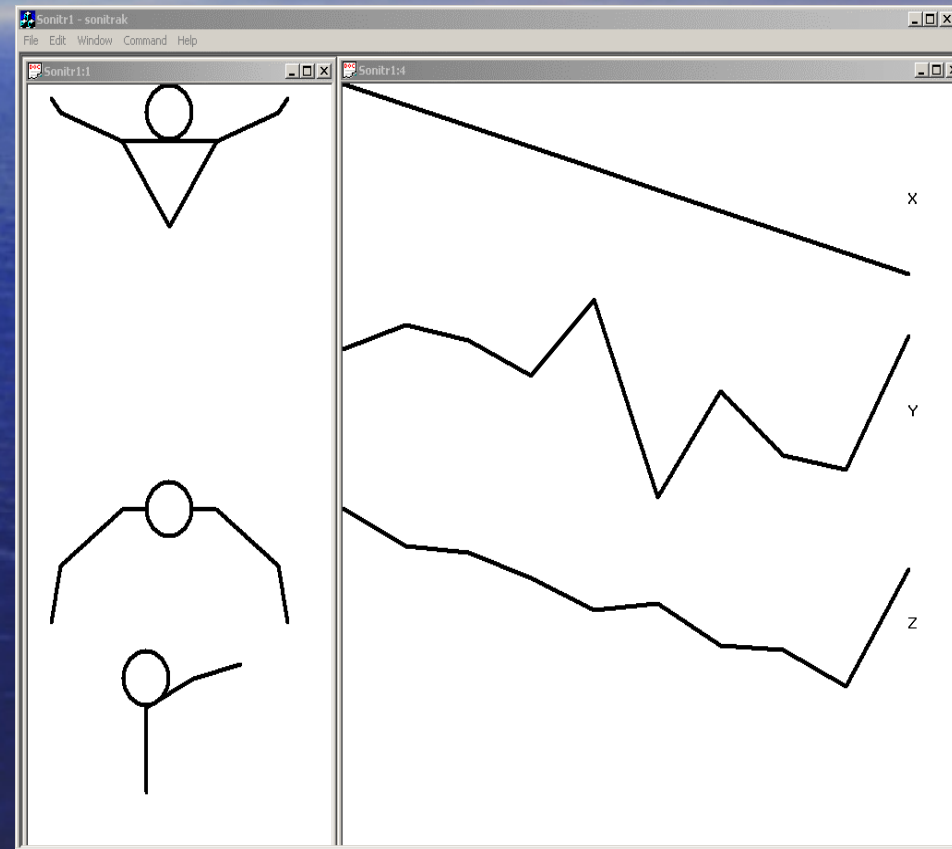 Sonitr1 - sonitrak
File Edit Window Command Help
Sonitr1:1
Sonitr1:4
X
Y
Z